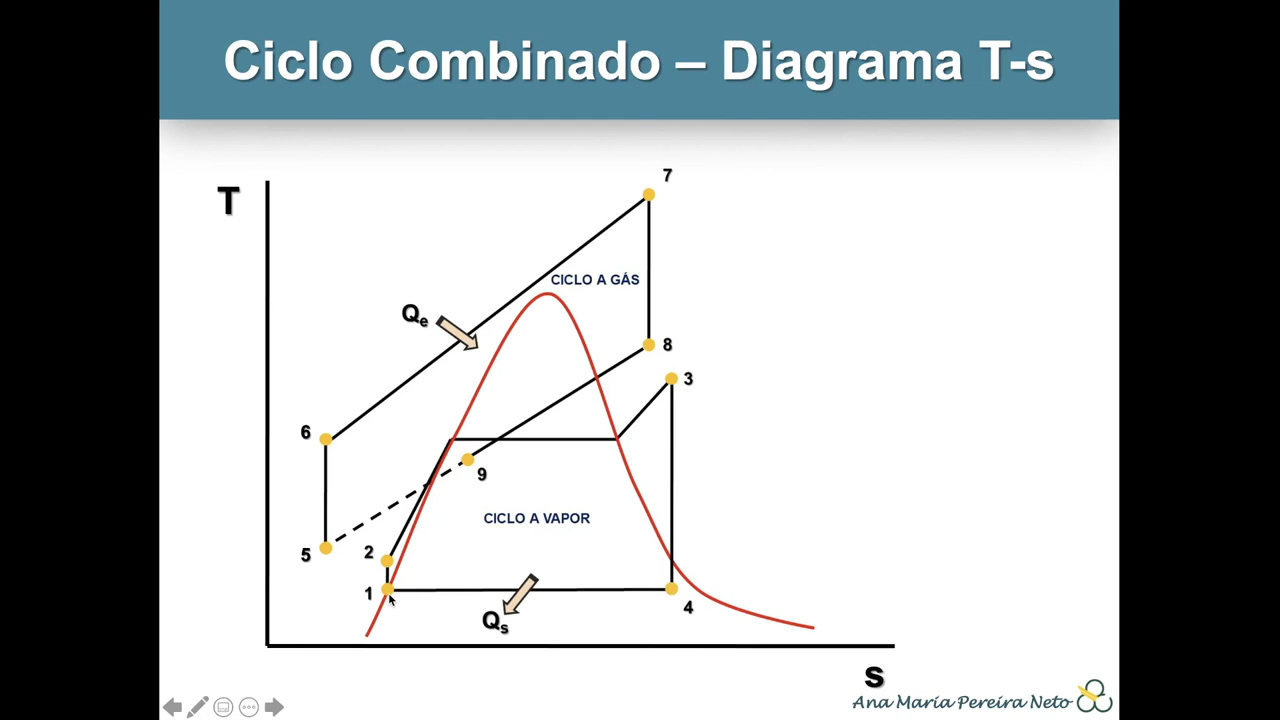 Ciclo Combinado – Diagrama T-s
T
7
CICLO A GÁS
Qe
8
3
6
9
CICLO A VAPOR
5
2
1
4
Qs
s
Ana Maria Pereira Neto